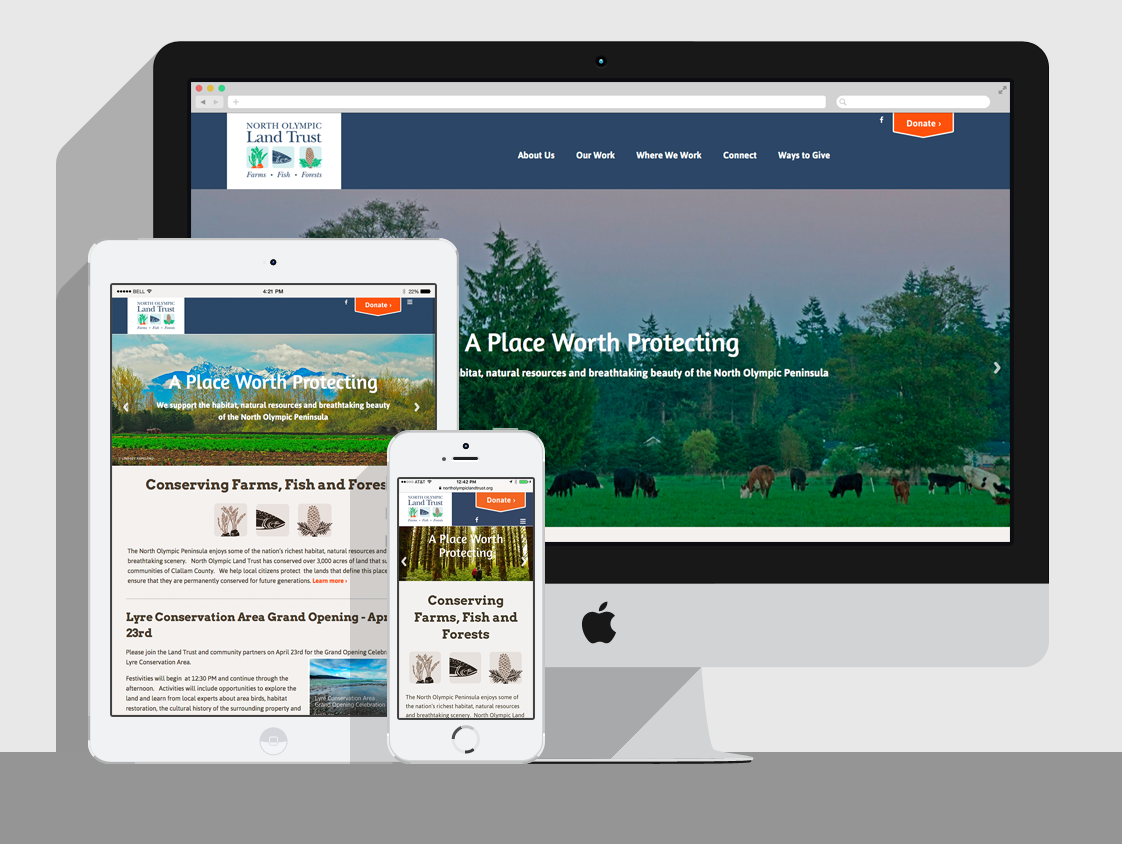 NORTH OLYMPIC
Land Trust
Farms • Fish • Forests
Donate ›
About Us
Our Work
Where We Work
Connect
Ways to Give
A Place Worth Protecting
bitat, natural resources and breathtaking beauty of the North Olympic Peninsula
BELL
4:21 PM
22%
NORTH OLYMPIC
Land Trust
Farms • Fish • Forests
Donate ›
A Place Worth Protecting
We support the habitat, natural resources and breathtaking beauty
of the North Olympic Peninsula
Conserving Farms, Fish and Fores
The North Olympic Peninsula enjoys some of the nation's richest habitat, natural resources and
breathtaking scenery. North Olympic Land Trust has conserved over 3,000 acres of land that su
communities of Clallam County. We help local citizens protect the lands that define this place
ensure that they are permanently conserved for future generations. Learn more ›
Lyre Conservation Area Grand Opening - Apr
23rd
Please join the Land Trust and community partners on April 23rd for the Grand Opening Celebr
Lyre Conservation Area.
Festivities will begin at 12:30 PM and continue through the
afternoon. Activities will include opportunities to explore the
land and learn from local experts about area birds, habitat
restoration, the cultural history of the surrounding property and
Lyre Conservation Area
Grand Opening Celebration
AT&T
12:42 PM
northolympiclandtrust.org
NORTH OLYMPIC
Land Trust
Farms • Fish • Forests
Donate ›
A Place Worth
Protecting
Conserving
Farms, Fish and
Forests
The North Olympic Peninsula enjoys some of
the nation's richest habitat, natural resources
and breathtaking scenery. North Olympic Land